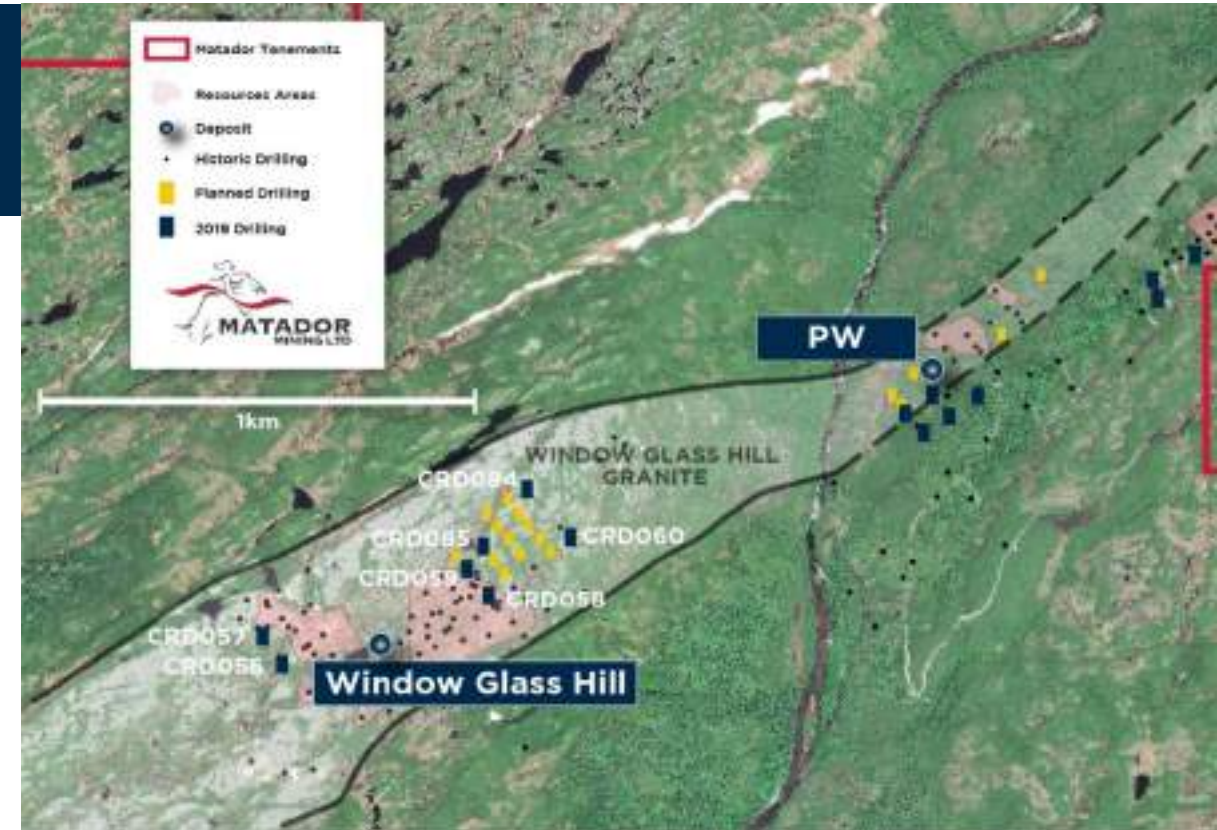 Matador Tenements
Resources Areas
Deposit
Historic Drilling
Planned Drilling
2019 Drilling
MATADOR
MINING LTD
1km
PW
WINDOW GLASS HILL
GRANITE
CRD084
CRD085
CRD060
CRD059
CRD058
CRD057
CRD056
Window Glass Hill